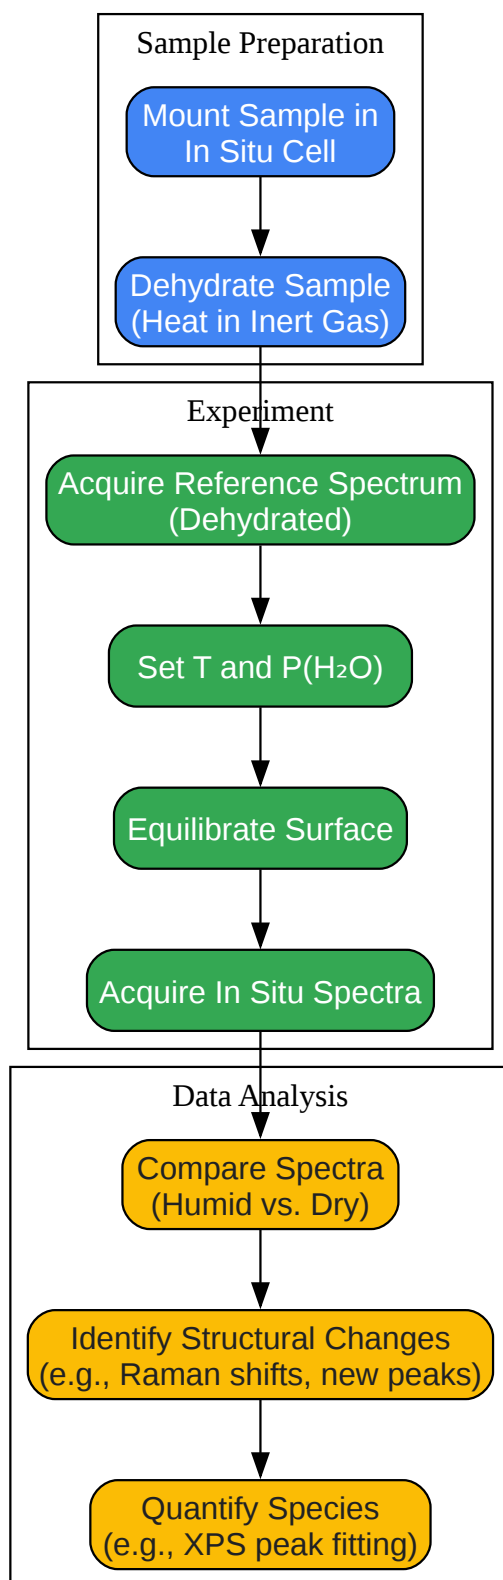 Sample Preparation
Mount Sample in
In Situ Cell
Dehydrate Sample
(Heat in Inert Gas)
Experiment
Acquire Reference Spectrum
(Dehydrated)
Set T and P(H₂O)
Equilibrate Surface
Acquire In Situ Spectra
Data Analysis
Compare Spectra
(Humid vs. Dry)
Identify Structural Changes
(e.g., Raman shifts, new peaks)
Quantify Species
(e.g., XPS peak fitting)